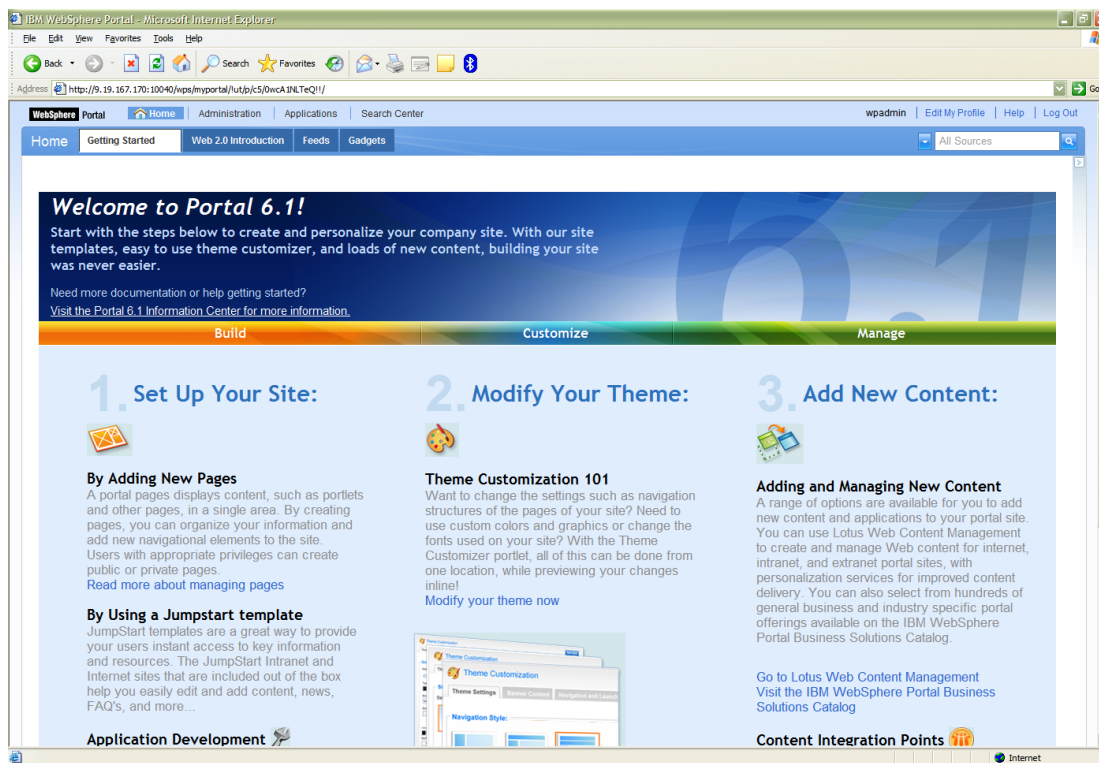 IBM WebSphere Portal - Microsoft Internet Explorer
File Edit View Favorites Tools Help
Back Search Favorites
Address http://9.19.167.170:10040/wps/myportal/!ut/p/c5/0wcA1NLTeQ!!/ Go
WebSphere Portal Home Administration Applications Search Center wpadmin Edit My Profile Help Log Out
Home Getting Started Web 2.0 Introduction Feeds Gadgets All Sources
6.1
Welcome to Portal 6.1!
Start with the steps below to create and personalize your company site. With our site
templates, easy to use theme customizer, and loads of new content, building your site
was never easier.
Need more documentation or help getting started?
Visit the Portal 6.1 Information Center for more information.
Build Customize Manage
1. Set Up Your Site:
By Adding New Pages
A portal pages displays content, such as portlets
and other pages, in a single area. By creating
pages, you can organize your information and
add new navigational elements to the site.
Users with appropriate privileges can create
public or private pages.
Read more about managing pages
By Using a Jumpstart template
JumpStart templates are a great way to provide
your users instant access to key information
and resources. The JumpStart Intranet and
Internet sites that are included out of the box
help you easily edit and add content, news,
FAQ's, and more...
Application Development
2. Modify Your Theme:
Theme Customization 101
Want to change the settings such as navigation
structures of the pages of your site? Need to
use custom colors and graphics or change the
fonts used on your site? With the Theme
Customizer portlet, all of this can be done from
one location, while previewing your changes
inline!
Modify your theme now
Theme Customization
Theme Customization
Theme Customization
Theme Settings Banner Content Navigation and Launch
Navigation Style:
3. Add New Content:
Adding and Managing New Content
A range of options are available for you to add
new content and applications to your portal site.
You can use Lotus Web Content Management
to create and manage Web content for internet,
intranet, and extranet portal sites, with
personalization services for improved content
delivery. You can also select from hundreds of
general business and industry specific portal
offerings available on the IBM WebSphere
Portal Business Solutions Catalog.
Go to Lotus Web Content Management
Visit the IBM WebSphere Portal Business
Solutions Catalog
Content Integration Points
Internet